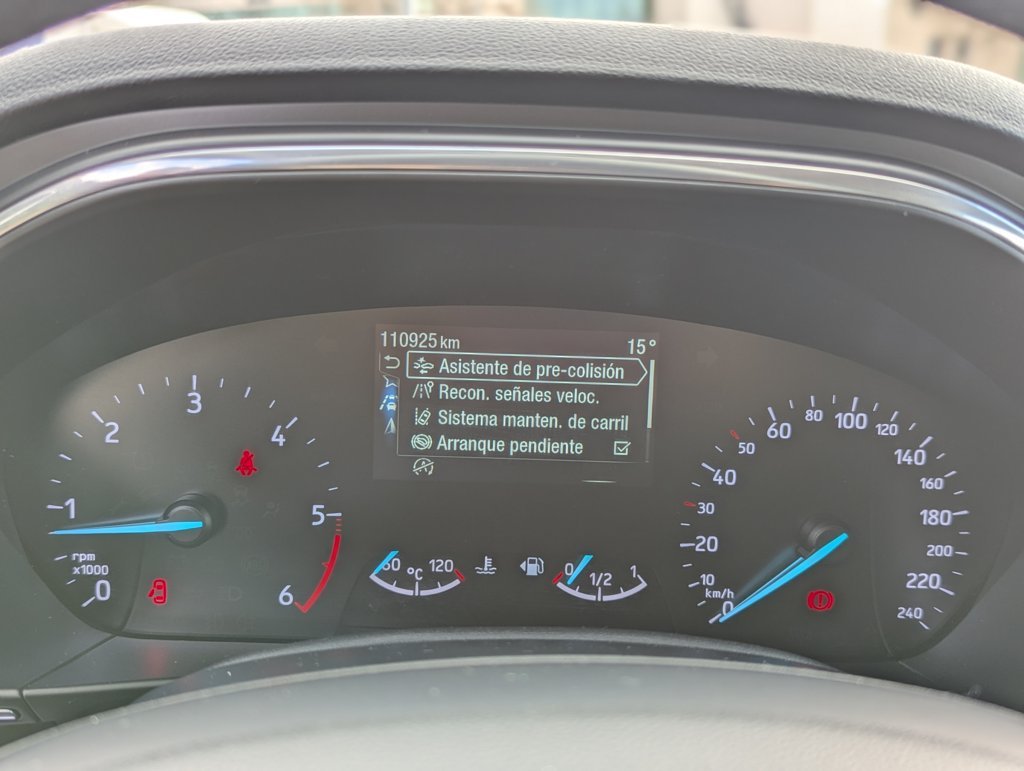 110925 km 15°
Asistente de pre-colisión
Recon. señales veloc.
Sistema manten. de carril
Arranque pendiente
0 1 2 3 4 5 6
rpm
x1000
60 °C 120
0 1/2 1
0 10 20 30 40 50 60 80 100 120 140 160 180 200 220 240
km/h